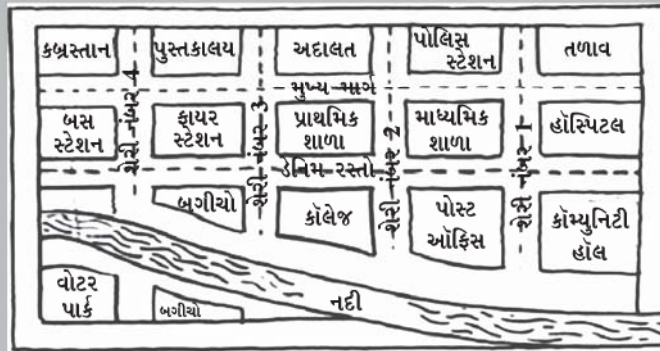 કબ્રસ્તાન
પુસ્તકાલય
અદાલત
પોલિસ
સ્ટેશન
તળાવ
મુખ્ય માર્ગ
બસ
સ્ટેશન
શેરી નંબર 4
ફાયર
સ્ટેશન
શેરી નંબર 3
પ્રાથમિક
શાળા
શેરી નંબર 2
માધ્યમિક
શાળા
શેરી નંબર 1
હૉસ્પિટલ
ડેનિમ રસ્તો
બગીચો
કૉલેજ
પોસ્ટ
ઑફિસ
કૉમ્યુનિટી
હૉલ
વોટર
પાર્ક
બગીચો
નદી